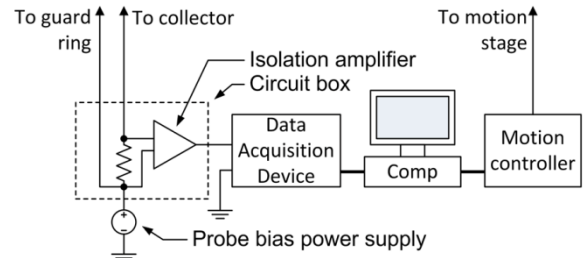 To guard
ring
To collector
To motion
stage
Isolation amplifier
Circuit box
Data
Acquisition
Device
Comp
Motion
controller
+
−
Probe bias power supply